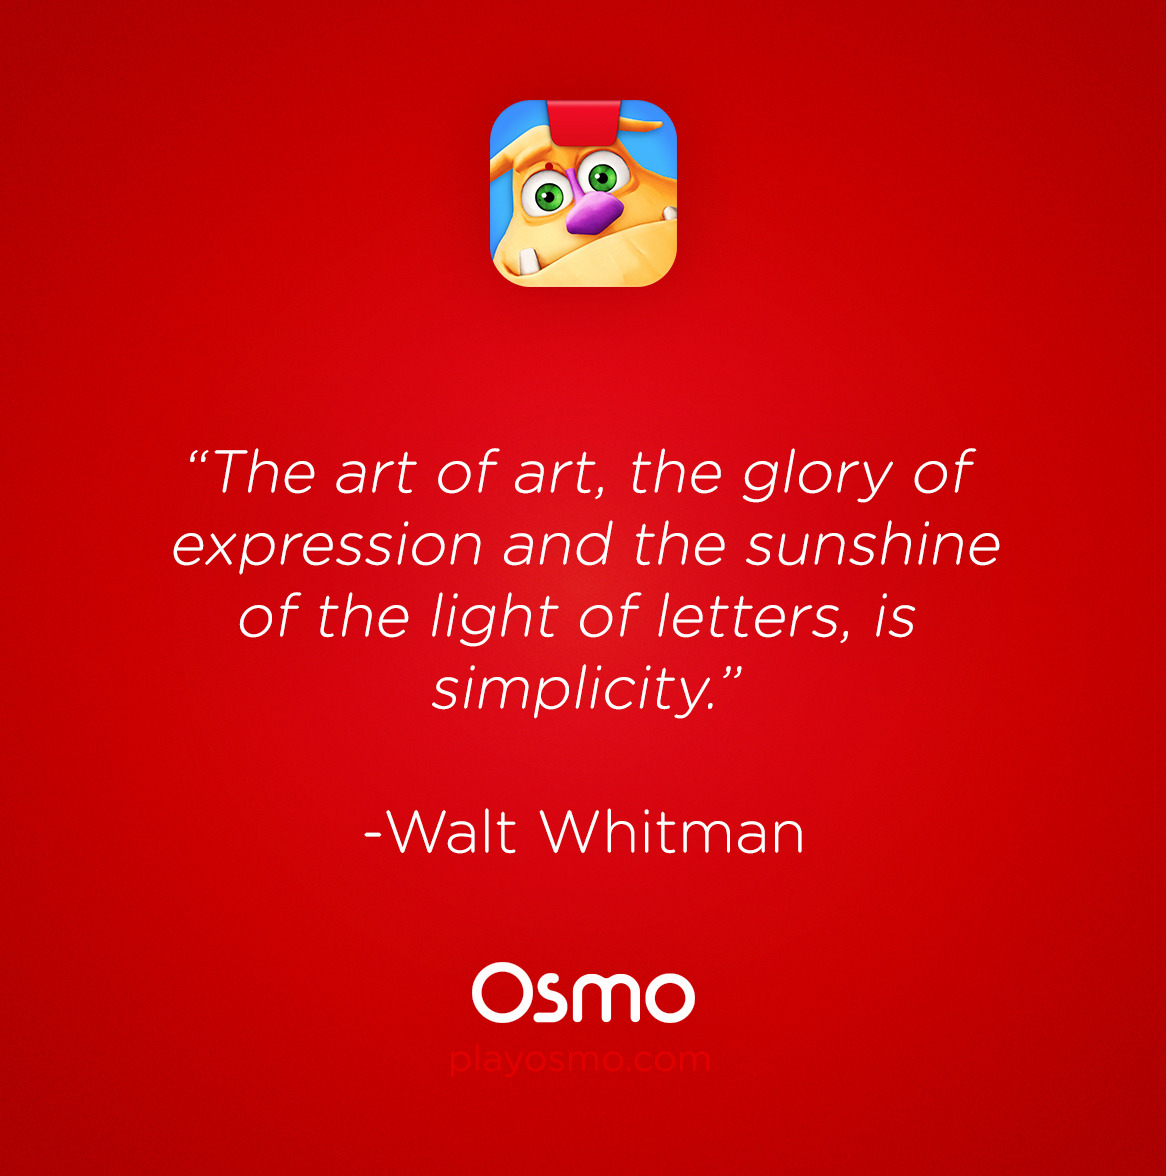 “The art of art, the glory of
expression and the sunshine
of the light of letters, is
simplicity.”
-Walt Whitman
Osmo
playosmo.com